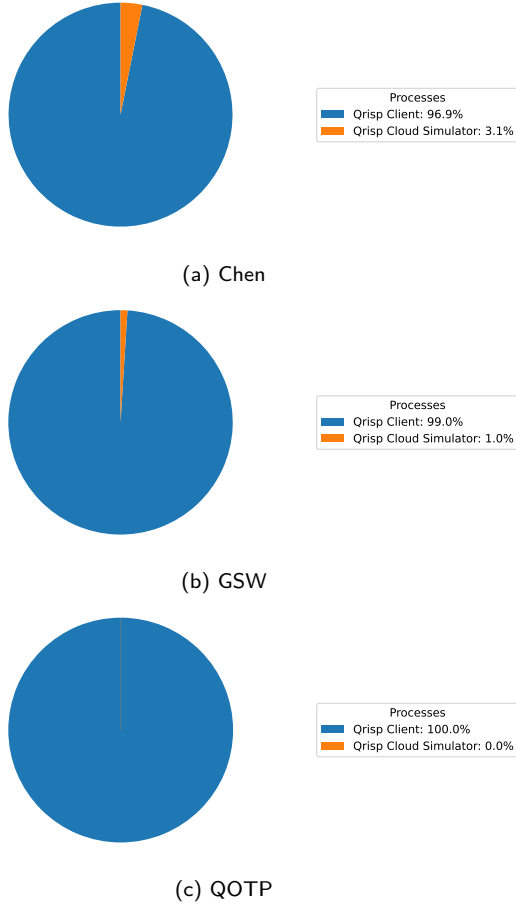 Processes
Qrisp Client: 96.9%
Qrisp Cloud Simulator: 3.1%
(a) Chen
Processes
Qrisp Client: 99.0%
Qrisp Cloud Simulator: 1.0%
(b) GSW
Processes
Qrisp Client: 100.0%
Qrisp Cloud Simulator: 0.0%
(c) QOTP